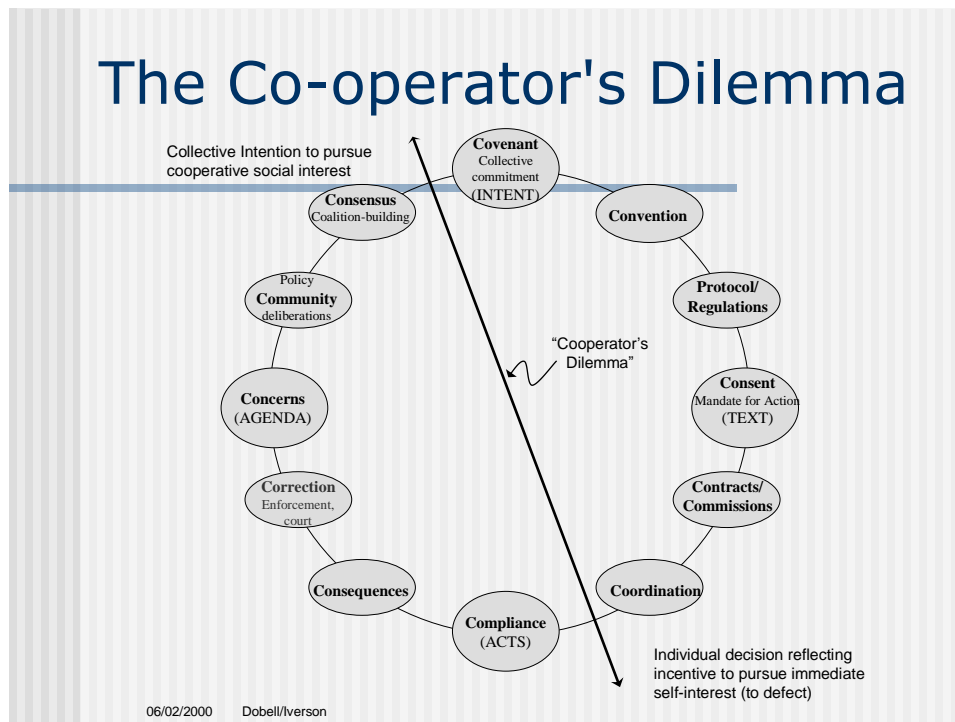 The Co-operator's Dilemma
Collective Intention to pursue
cooperative social interest
Covenant
Collective
commitment
(INTENT)
Convention
Protocol/
Regulations
Consent
Mandate for Action
(TEXT)
Contracts/
Commissions
Coordination
Compliance
(ACTS)
Consequences
Correction
Enforcement,
court
Concerns
(AGENDA)
Policy
Community
deliberations
Consensus
Coalition-building
“Cooperator’s
Dilemma”
Individual decision reflecting
incentive to pursue immediate
self-interest (to defect)
06/02/2000 Dobell/Iverson